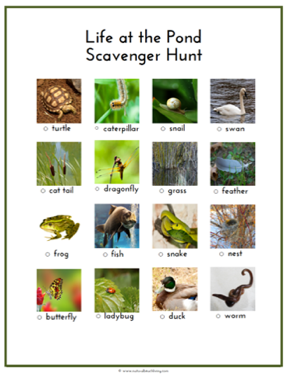 Life at the Pond
Scavenger Hunt
turtle
caterpillar
snail
swan
cat tail
dragonfly
grass
feather
frog
fish
snake
nest
butterfly
ladybug
duck
worm